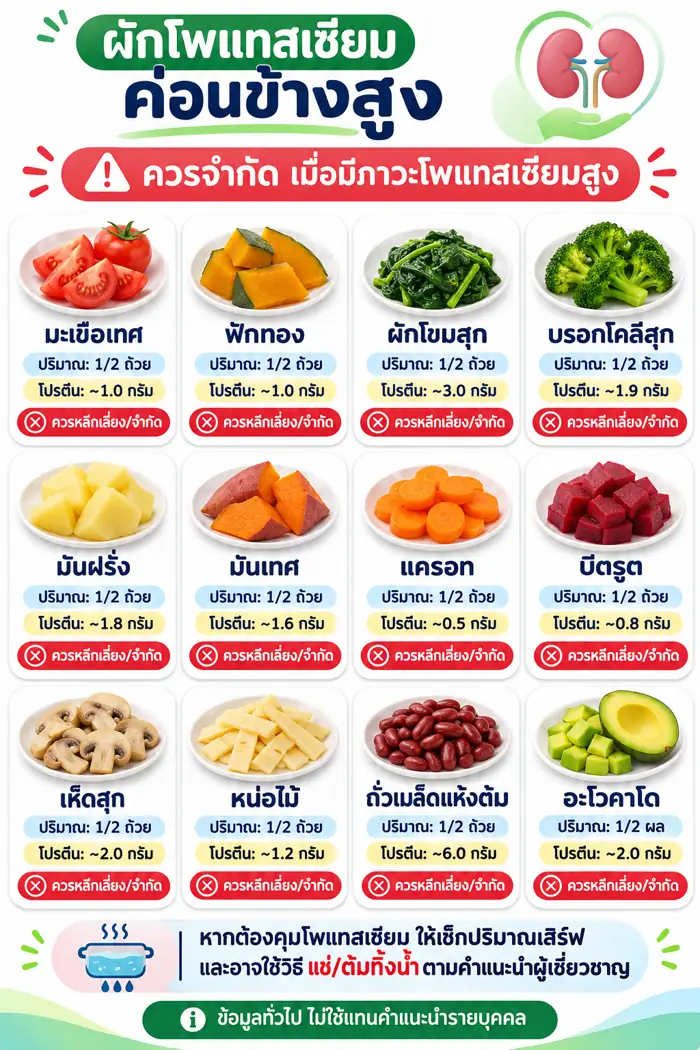 ผักโพแทสเซียม
ค่อนข้างสูง
ควรจำกัด เมื่อมีภาวะโพแทสเซียมสูง
มะเขือเทศ
ปริมาณ: 1/2 ถ้วย
โปรตีน: ~1.0 กรัม
ควรหลีกเลี่ยง/จำกัด
ฟักทอง
ปริมาณ: 1/2 ถ้วย
โปรตีน: ~1.0 กรัม
ควรหลีกเลี่ยง/จำกัด
ผักโขมสุก
ปริมาณ: 1/2 ถ้วย
โปรตีน: ~3.0 กรัม
ควรหลีกเลี่ยง/จำกัด
บรอกโคลีสุก
ปริมาณ: 1/2 ถ้วย
โปรตีน: ~1.9 กรัม
ควรหลีกเลี่ยง/จำกัด
มันฝรั่ง
ปริมาณ: 1/2 ถ้วย
โปรตีน: ~1.8 กรัม
ควรหลีกเลี่ยง/จำกัด
มันเทศ
ปริมาณ: 1/2 ถ้วย
โปรตีน: ~1.6 กรัม
ควรหลีกเลี่ยง/จำกัด
แครอท
ปริมาณ: 1/2 ถ้วย
โปรตีน: ~0.5 กรัม
ควรหลีกเลี่ยง/จำกัด
บีตรูต
ปริมาณ: 1/2 ถ้วย
โปรตีน: ~0.8 กรัม
ควรหลีกเลี่ยง/จำกัด
เห็ดสุก
ปริมาณ: 1/2 ถ้วย
โปรตีน: ~2.0 กรัม
ควรหลีกเลี่ยง/จำกัด
หน่อไม้
ปริมาณ: 1/2 ถ้วย
โปรตีน: ~1.2 กรัม
ควรหลีกเลี่ยง/จำกัด
ถั่วเมล็ดแห้งต้ม
ปริมาณ: 1/2 ถ้วย
โปรตีน: ~6.0 กรัม
ควรหลีกเลี่ยง/จำกัด
อะโวคาโด
ปริมาณ: 1/2 ผล
โปรตีน: ~2.0 กรัม
ควรหลีกเลี่ยง/จำกัด
หากต้องคุมโพแทสเซียม ให้เช็กปริมาณเสิร์ฟ
และอาจใช้วิธี แช่/ต้มทิ้งน้ำ ตามคำแนะนำผู้เชี่ยวชาญ
ข้อมูลทั่วไป ไม่ใช้แทนคำแนะนำรายบุคคล